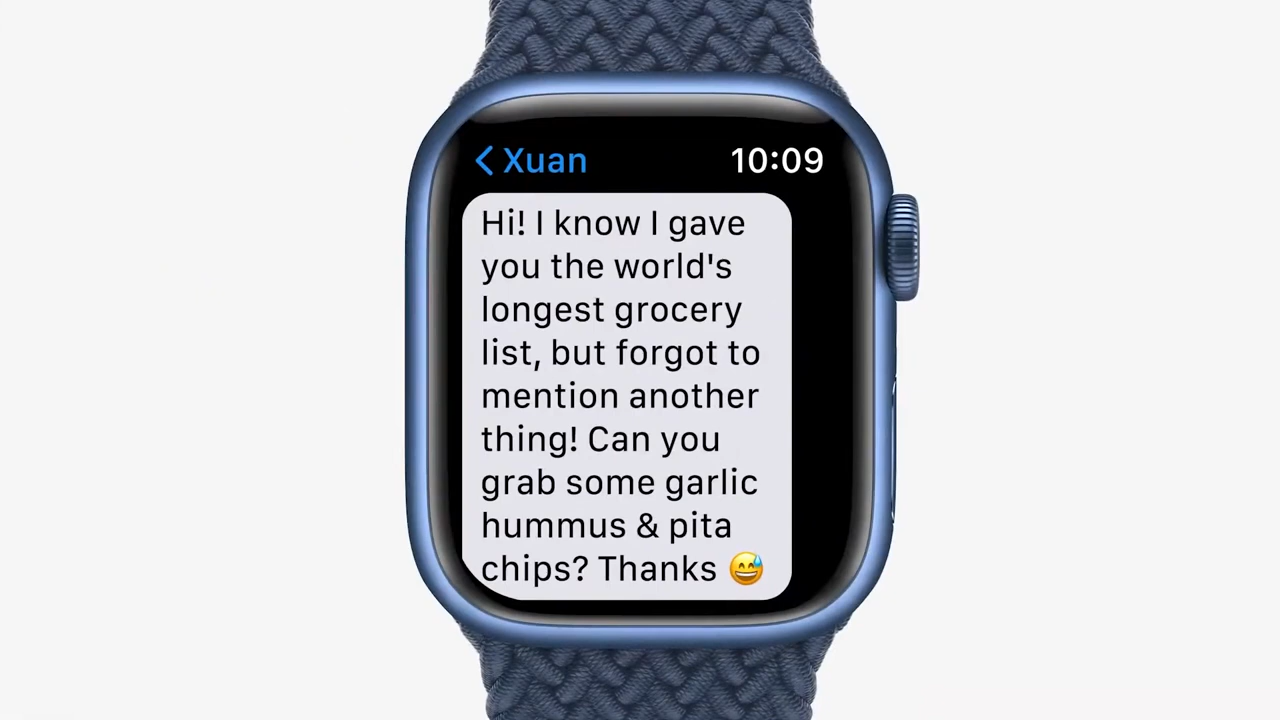 Xuan 10:09
Hi! I know I gave
you the world's
longest grocery
list, but forgot to
mention another
thing! Can you
grab some garlic
hummus & pita
chips? Thanks 😅